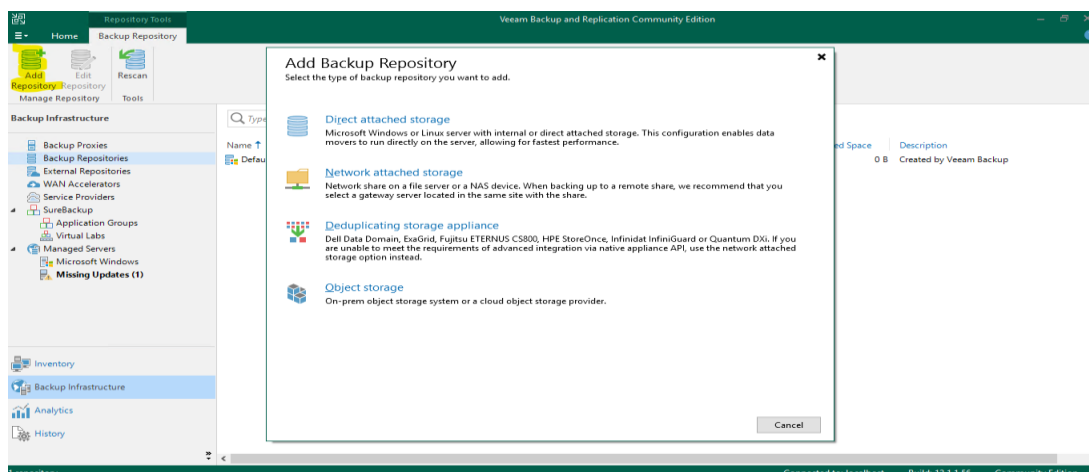 Repository Tools
Veeam Backup and Replication Community Edition
Home
Backup Repository
Add
Repository
Edit
Repository
Rescan
Manage Repository
Tools
Backup Infrastructure
Backup Proxies
Backup Repositories
External Repositories
WAN Accelerators
Service Providers
SureBackup
Application Groups
Virtual Labs
Managed Servers
Microsoft Windows
Missing Updates (1)
Inventory
Backup Infrastructure
Analytics
History
Type
Name
Defau
ed Space
Description
0 B
Created by Veeam Backup
Add Backup Repository
Select the type of backup repository you want to add.
Direct attached storage
Microsoft Windows or Linux server with internal or direct attached storage. This configuration enables data
movers to run directly on the server, allowing for fastest performance.
Network attached storage
Network share on a file server or a NAS device. When backing up to a remote share, we recommend that you
select a gateway server located in the same site with the share.
Deduplicating storage appliance
Dell Data Domain, ExaGrid, Fujitsu ETERNUS CS800, HPE StoreOnce, Infinidat InfiniGuard or Quantum DXi. If you
are unable to meet the requirements of advanced integration via native appliance API, use the network attached
storage option instead.
Object storage
On-prem object storage system or a cloud object storage provider.
Cancel